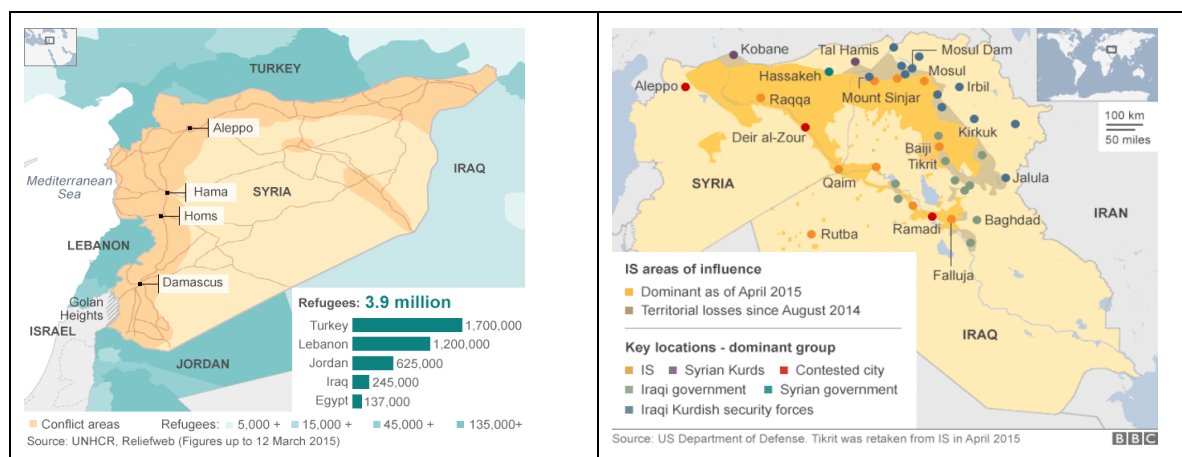 TURKEY
Aleppo
IRAQ
Mediterranean
Sea
Hama
SYRIA
Homs
LEBANON
Damascus
Golan
Heights
ISRAEL
JORDAN
Refugees: 3.9 million
Turkey 1,700,000
Lebanon 1,200,000
Jordan 625,000
Iraq 245,000
Egypt 137,000
Conflict areas Refugees: 5,000 + 15,000 + 45,000 + 135,000+
Source: UNHCR, Reliefweb (Figures up to 12 March 2015)
Kobane
Tal Hamis
Mosul Dam
Hassakeh
Mosul
Aleppo
Raqqa
Mount Sinjar
Irbil
100 km
50 miles
Deir al-Zour
Kirkuk
Baiji
Tikrit
SYRIA
Qaim
Jalula
IRAN
Baghdad
Ramadi
Rutba
Falluja
IS areas of influence
Dominant as of April 2015
Territorial losses since August 2014
IRAQ
Key locations - dominant group
IS Syrian Kurds Contested city
Iraqi government Syrian government
Iraqi Kurdish security forces
Source: US Department of Defense. Tikrit was retaken from IS in April 2015
BBC